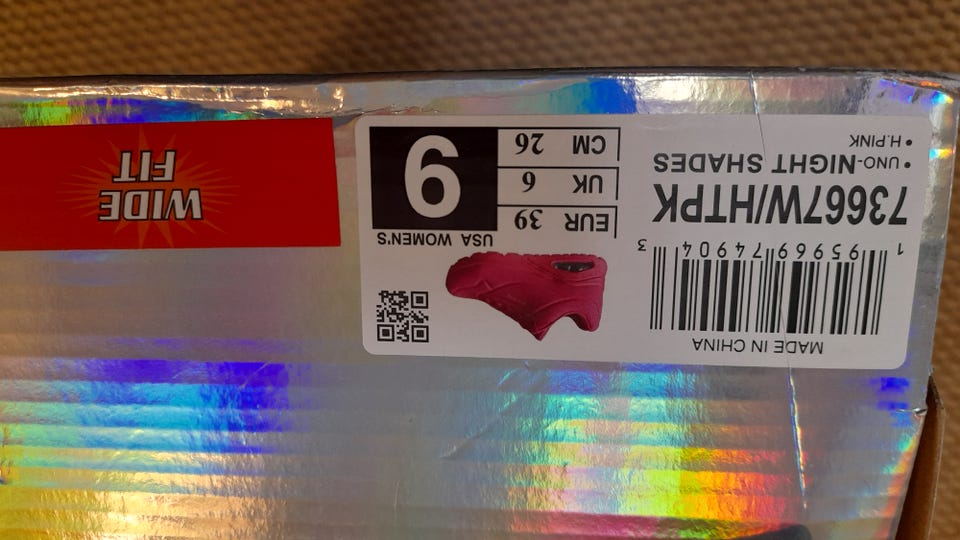 MADE IN CHINA
1 95969 74904 3
73667W/HTPK
• UNO-NIGHT SHADES
• H.PINK
USA WOMEN'S
9
EUR 39
UK 6
CM 26
WIDE
FIT